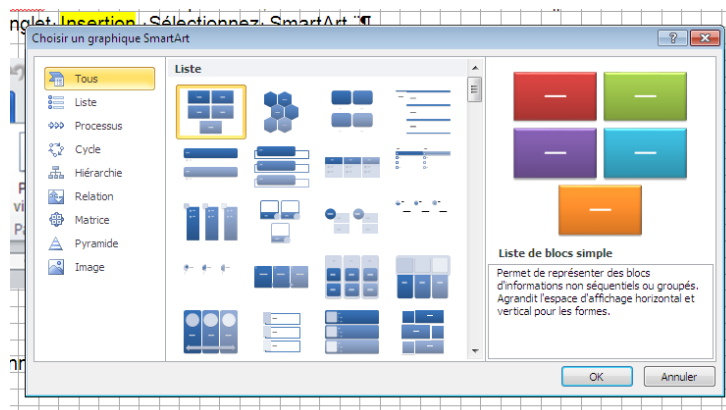 Insertion · Sélectionnez · SmartArt
Choisir un graphique SmartArt
Tous
Liste
Processus
Cycle
Hiérarchie
Relation
Matrice
Pyramide
Image
Liste
Liste de blocs simple
Permet de représenter des blocs
d'informations non séquentiels ou groupés.
Agrandit l'espace d'affichage horizontal et
vertical pour les formes.
OK
Annuler